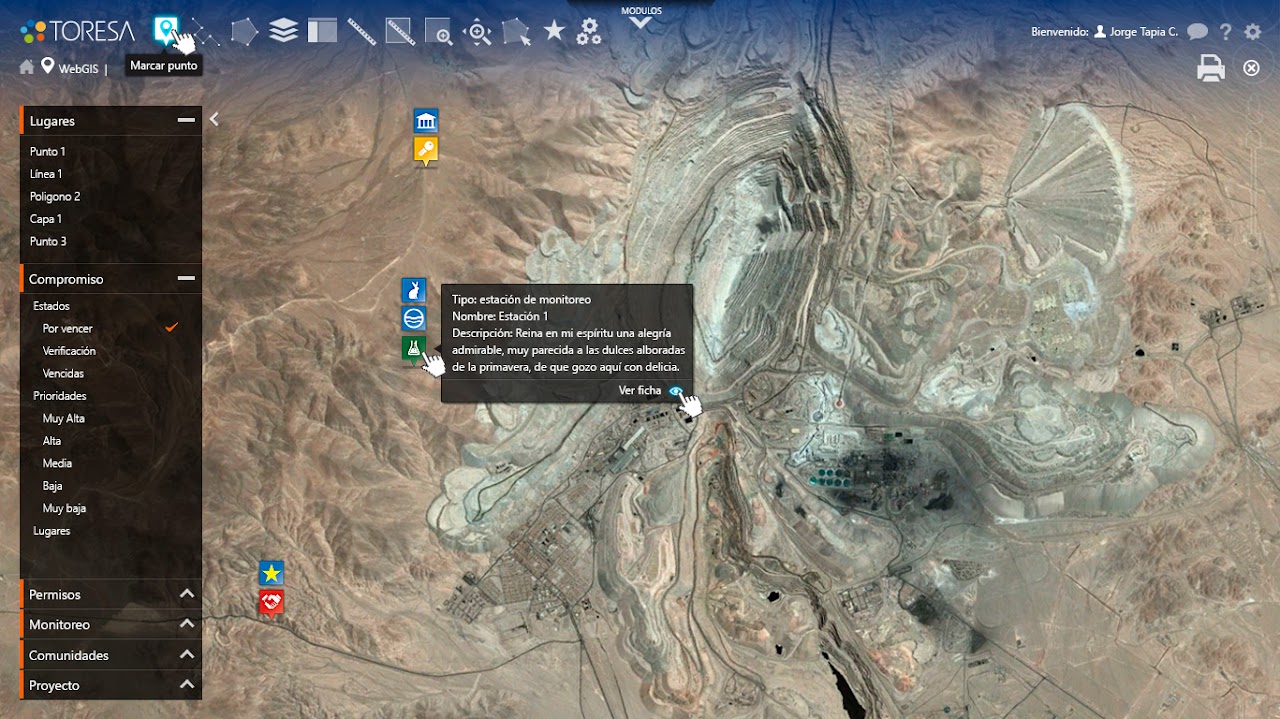 MODULOS
TORESA
Bienvenido: Jorge Tapia C.
?
WebGIS |
Marcar punto
Lugares
Punto 1
Línea 1
Poligono 2
Capa 1
Punto 3
Compromiso
Estados
Por vencer
Verificación
Vencidas
Prioridades
Muy Alta
Alta
Media
Baja
Muy baja
Lugares
Permisos
Monitoreo
Comunidades
Proyecto
Tipo: estación de monitoreo
Nombre: Estación 1
Descripción: Reina en mi espíritu una alegría
admirable, muy parecida a las dulces alboradas
de la primavera, de que gozo aquí con delicia.
Ver ficha